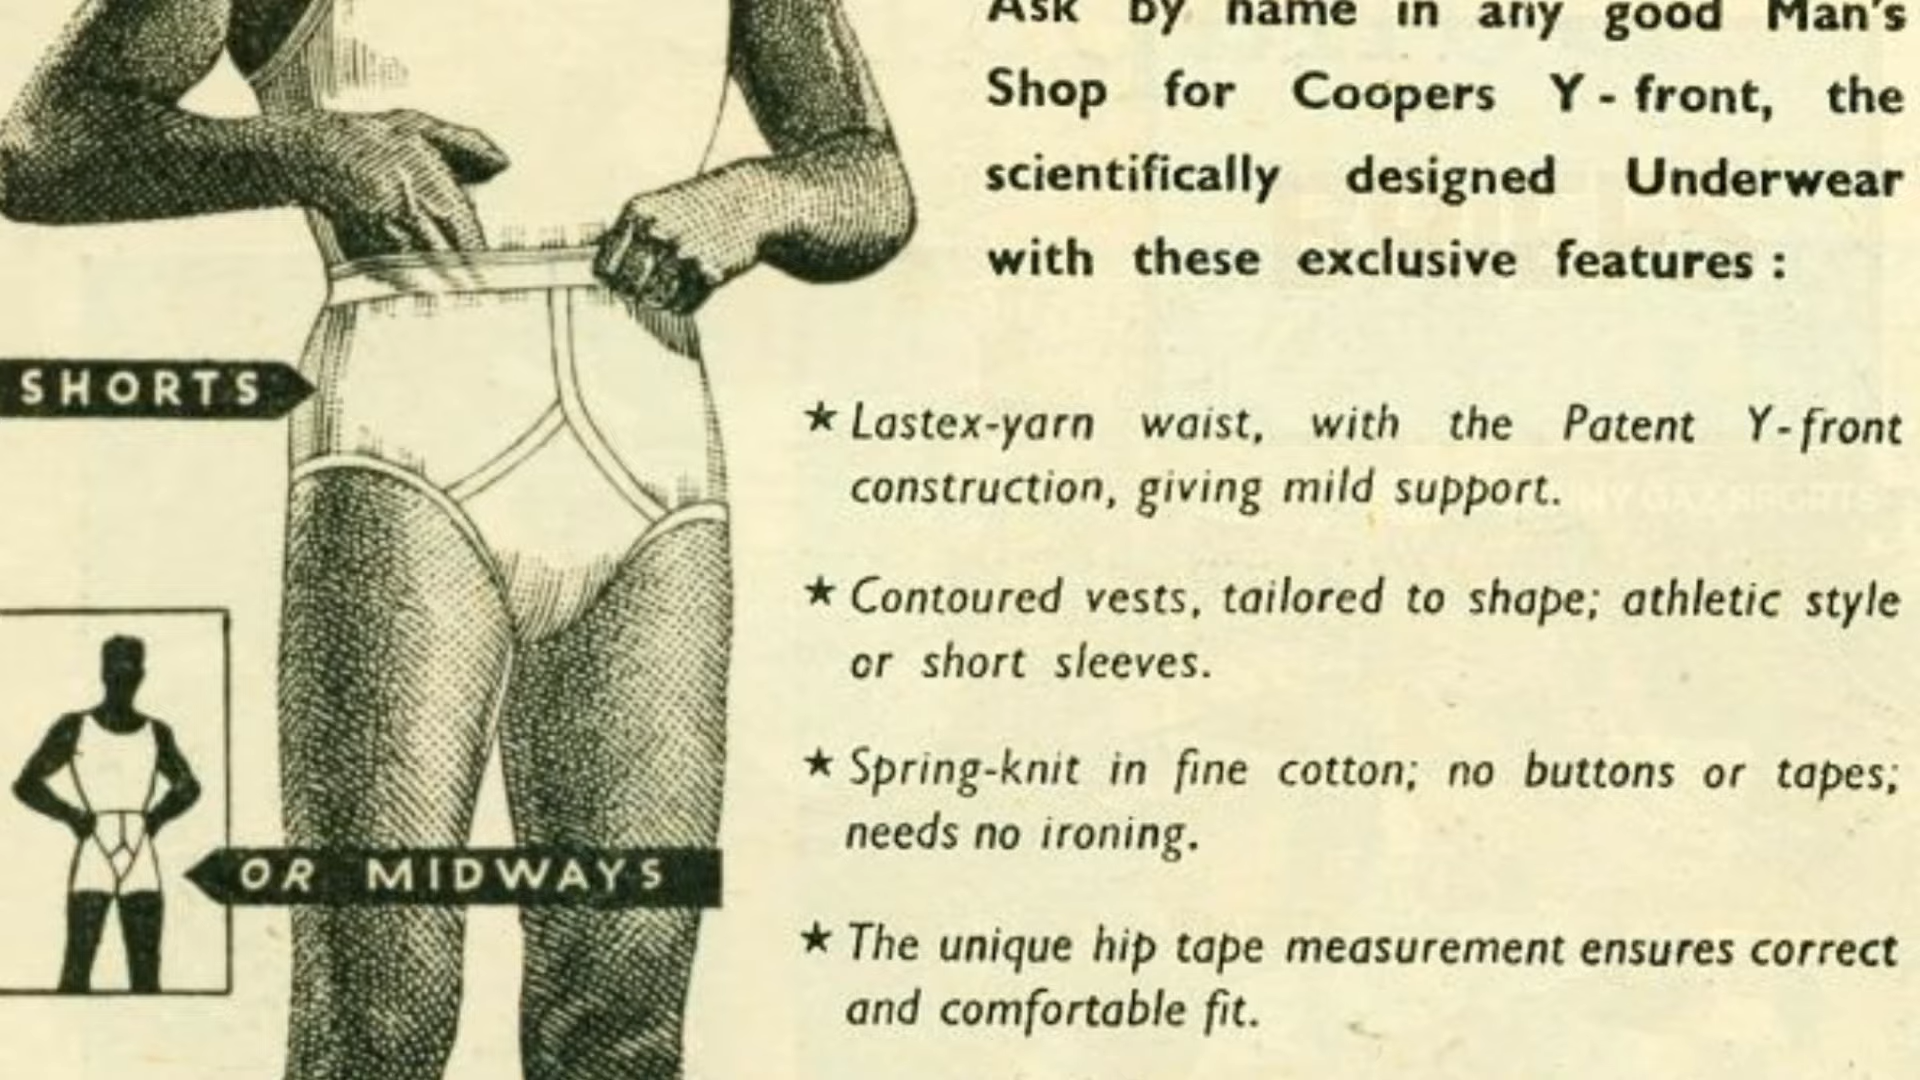 Ask by name in any good Man's
Shop for Coopers Y-front, the
scientifically designed Underwear
with these exclusive features :
SHORTS
★ Lastex-yarn waist, with the Patent Y-front
construction, giving mild support.
★ Contoured vests, tailored to shape; athletic style
or short sleeves.
★ Spring-knit in fine cotton; no buttons or tapes;
needs no ironing.
OR MIDWAYS
★ The unique hip tape measurement ensures correct
and comfortable fit.